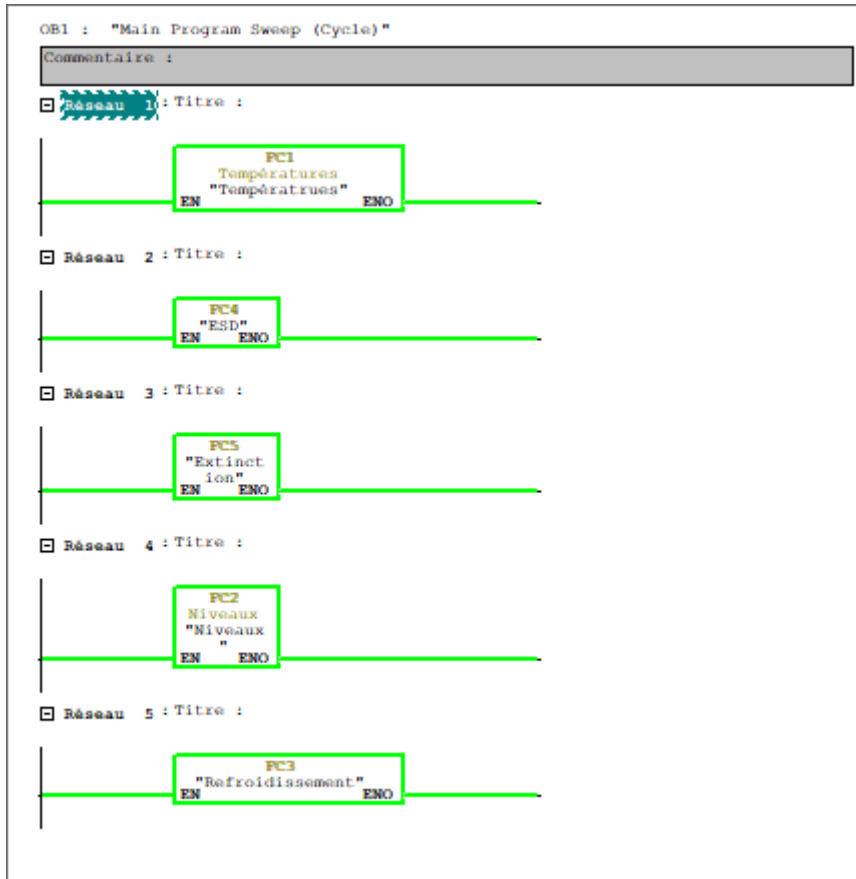 OB1 : "Main Program Sweep (Cycle)"
Commentaire :
Réseau 1 : Titre :
FC1
Températures
"Températrues"
EN ENO
Réseau 2 : Titre :
FC4
"ESD"
EN ENO
Réseau 3 : Titre :
FC5
"Extinct
ion"
EN ENO
Réseau 4 : Titre :
FC2
Niveaux
"Niveaux
"
EN ENO
Réseau 5 : Titre :
FC3
"Refroidissement"
EN ENO